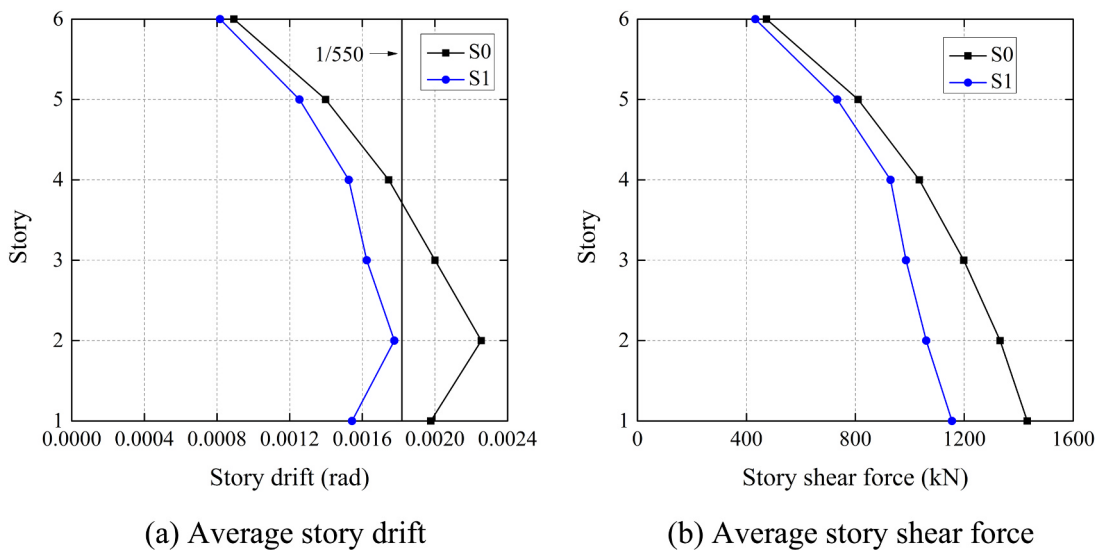 6
5
4
3
2
1
Story
1/550
S0
S1
0.0000 0.0004 0.0008 0.0012 0.0016 0.0020 0.0024
Story drift (rad)
(a) Average story drift
6
5
4
3
2
1
Story
S0
S1
0 400 800 1200 1600
Story shear force (kN)
(b) Average story shear force